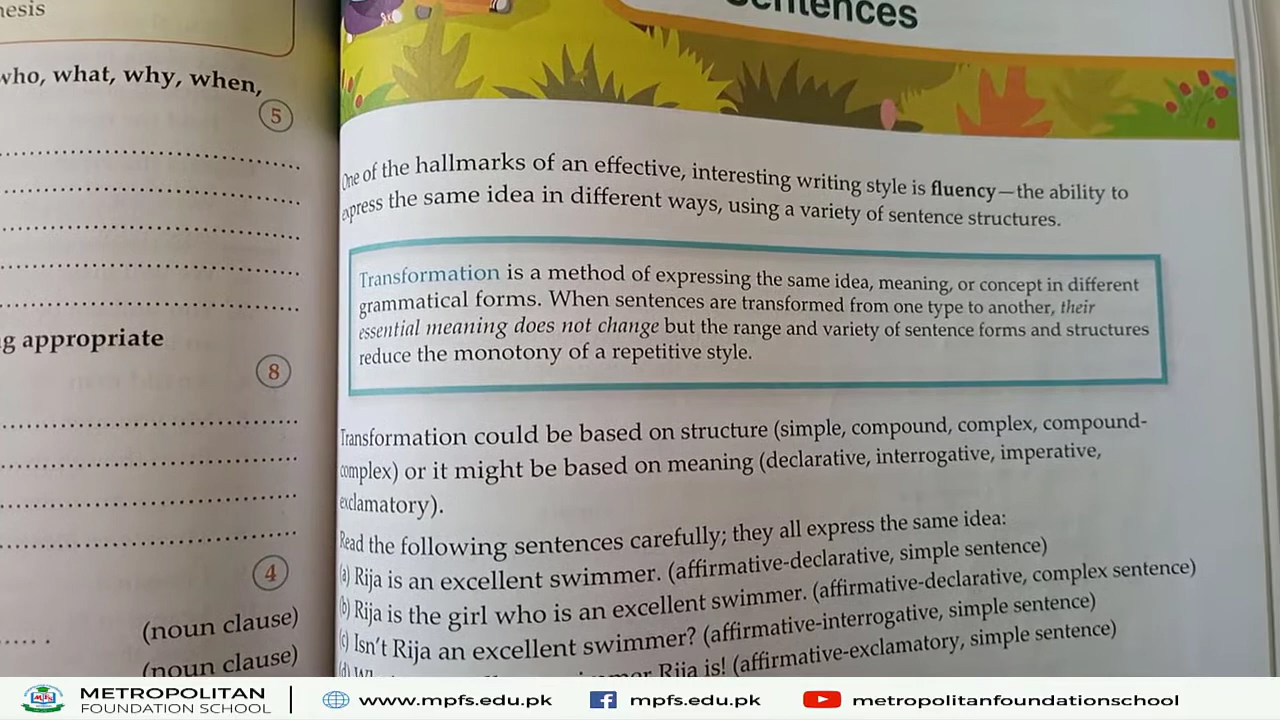 nesis
who, what, why, when,
5
g appropriate
8
4
(noun clause)
(noun clause)
Sentences
One of the hallmarks of an effective, interesting writing style is fluency—the ability to
express the same idea in different ways, using a variety of sentence structures.
Transformation is a method of expressing the same idea, meaning, or concept in different
grammatical forms. When sentences are transformed from one type to another, their
essential meaning does not change but the range and variety of sentence forms and structures
reduce the monotony of a repetitive style.
Transformation could be based on structure (simple, compound, complex, compound-
complex) or it might be based on meaning (declarative, interrogative, imperative,
exclamatory).
Read the following sentences carefully; they all express the same idea:
(a) Rija is an excellent swimmer. (affirmative-declarative, simple sentence)
(b) Rija is the girl who is an excellent swimmer. (affirmative-declarative, complex sentence)
(c) Isn't Rija an excellent swimmer? (affirmative-interrogative, simple sentence)
(d) Rija is! (affirmative-exclamatory, simple sentence)
METROPOLITAN
FOUNDATION SCHOOL
www.mpfs.edu.pk
mpfs.edu.pk
metropolitanfoundationschool